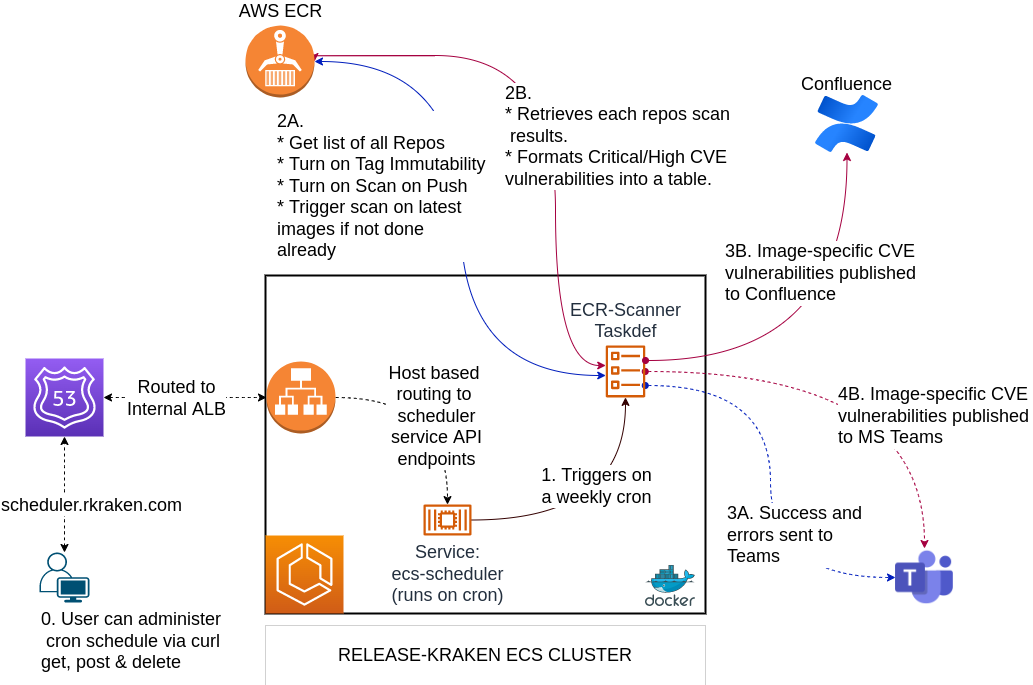 AWS ECR
2A.
* Get list of all Repos
* Turn on Tag Immutability
* Turn on Scan on Push
* Trigger scan on latest
images if not done
already
2B.
* Retrieves each repos scan
results.
* Formats Critical/High CVE
vulnerabilities into a table.
Confluence
3B. Image-specific CVE
vulnerabilities published
to Confluence
ECR-Scanner
Taskdef
53
Routed to
Internal ALB
Host based
routing to
scheduler
service API
endpoints
4B. Image-specific CVE
vulnerabilities published
to MS Teams
1. Triggers on
a weekly cron
scheduler.rkraken.com
3A. Success and
errors sent to
Teams
T
Service:
ecs-scheduler
(runs on cron)
docker
0. User can administer
cron schedule via curl
get, post & delete
RELEASE-KRAKEN ECS CLUSTER